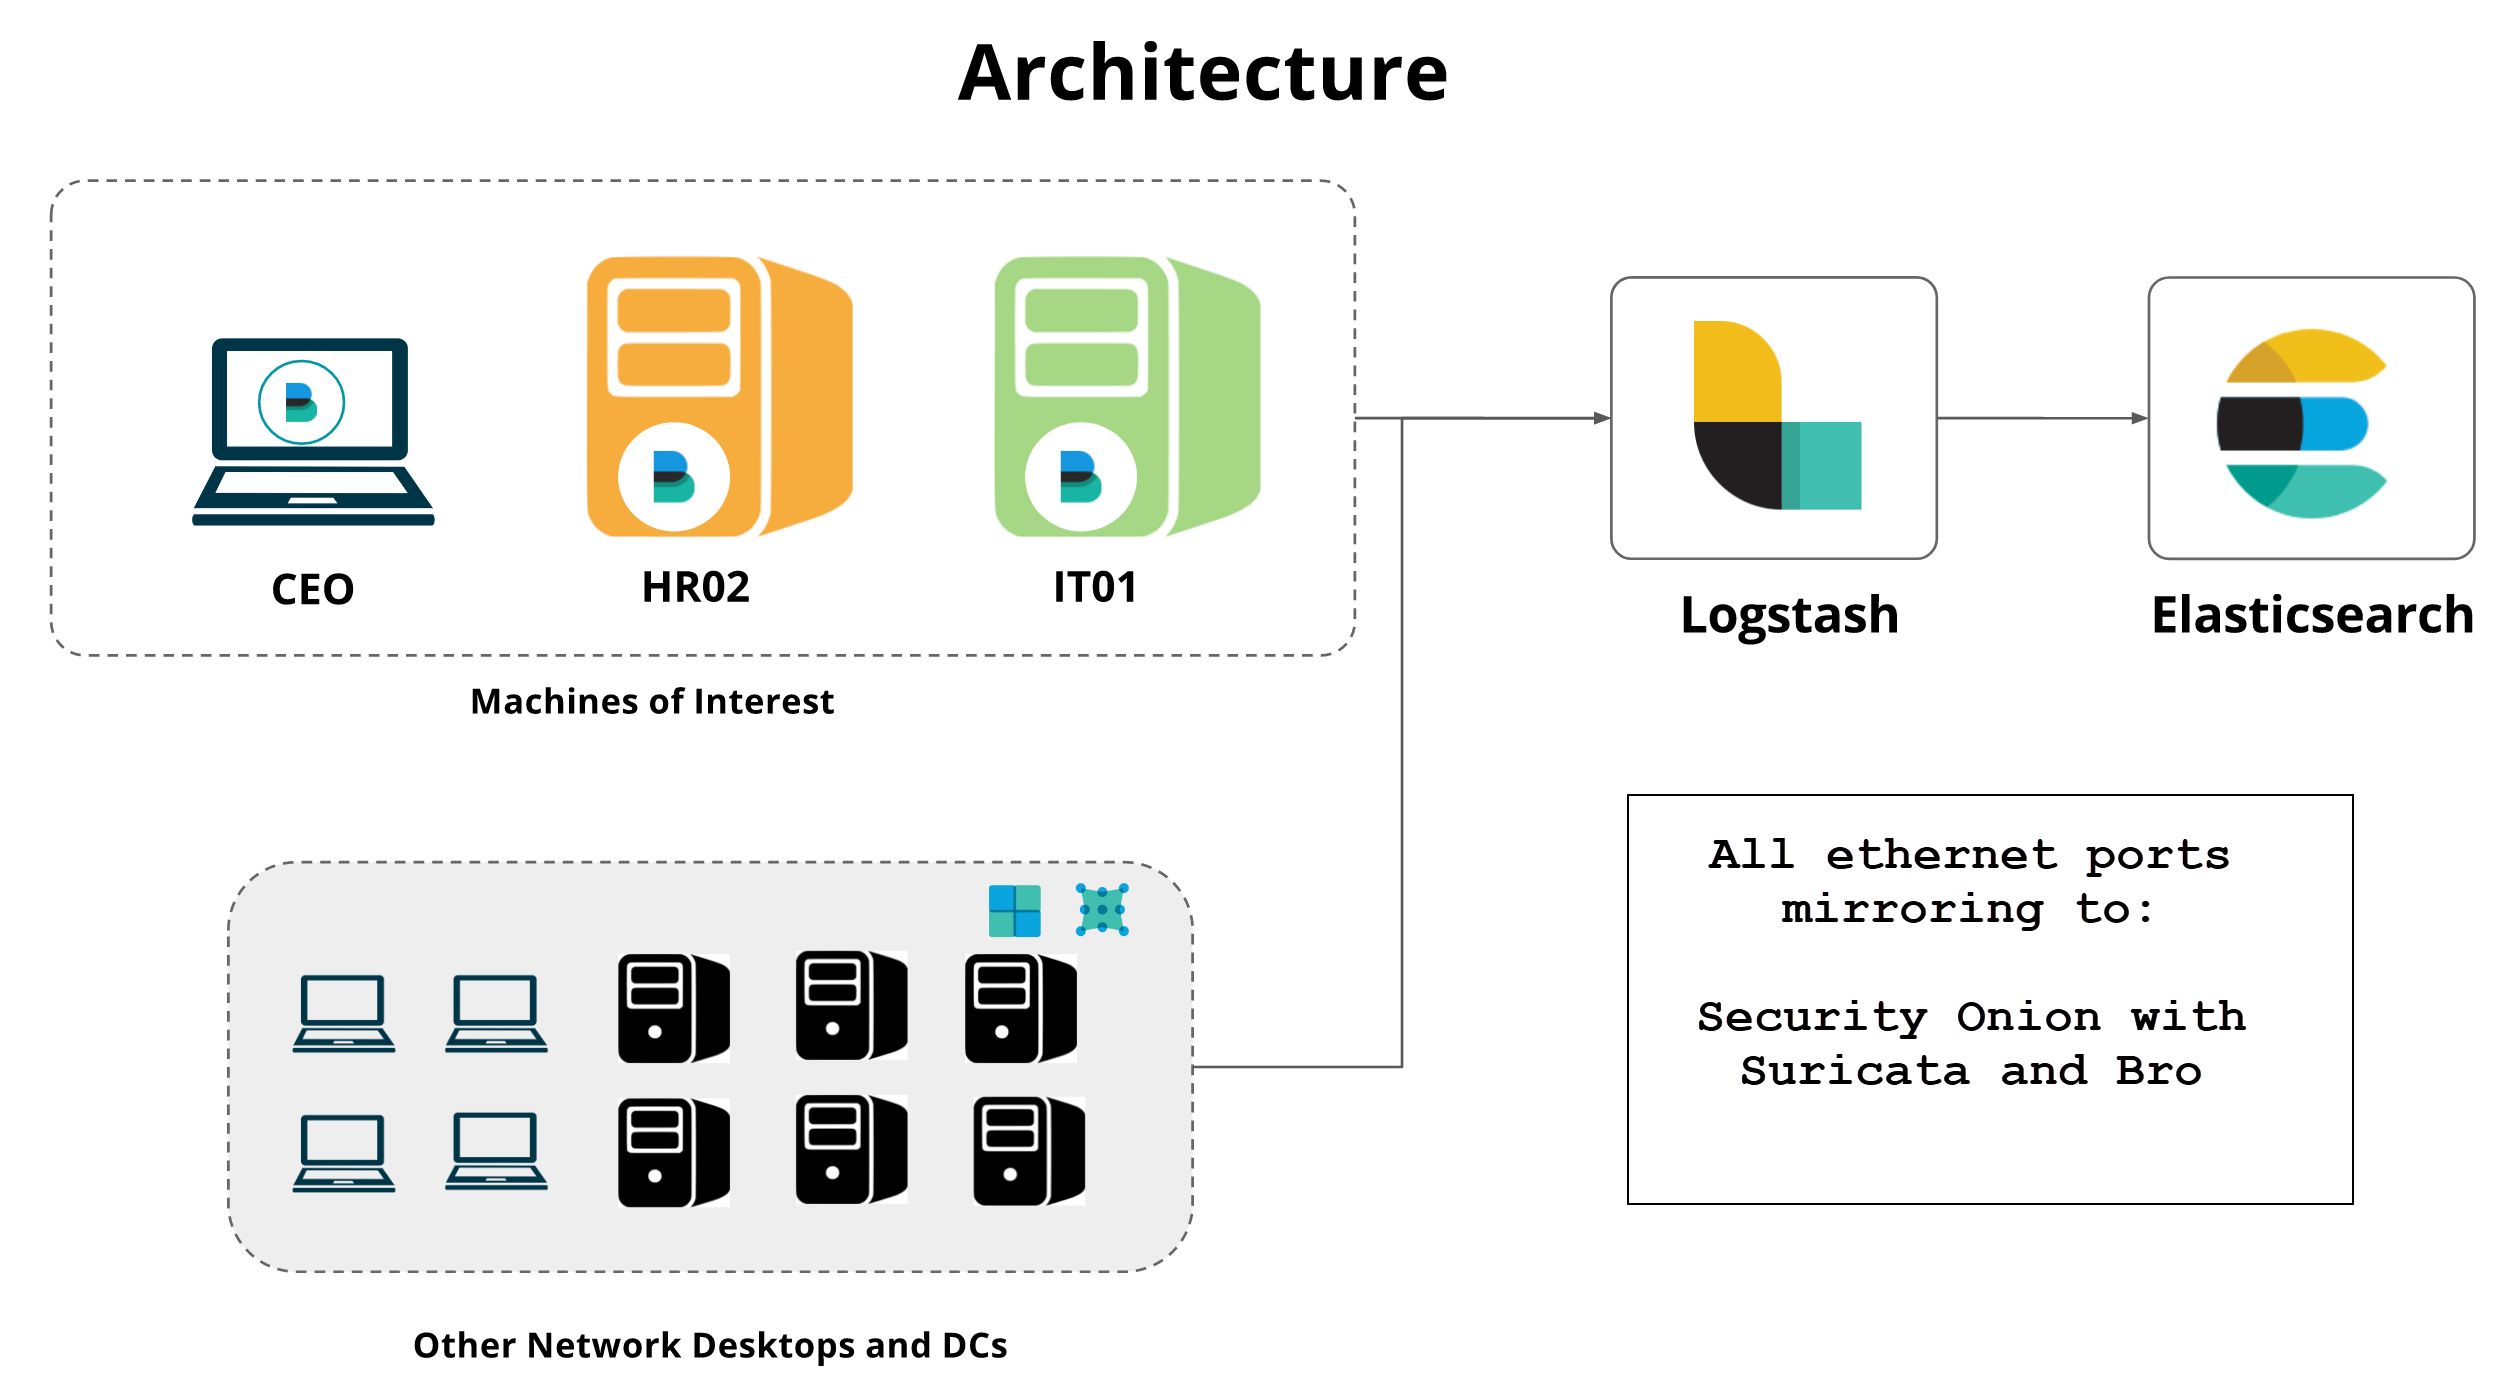 Architecture
CEO
HR02
IT01
Logstash
Elasticsearch
Machines of Interest
All ethernet ports
mirroring to:
Security Onion with
Suricata and Bro
Other Network Desktops and DCs